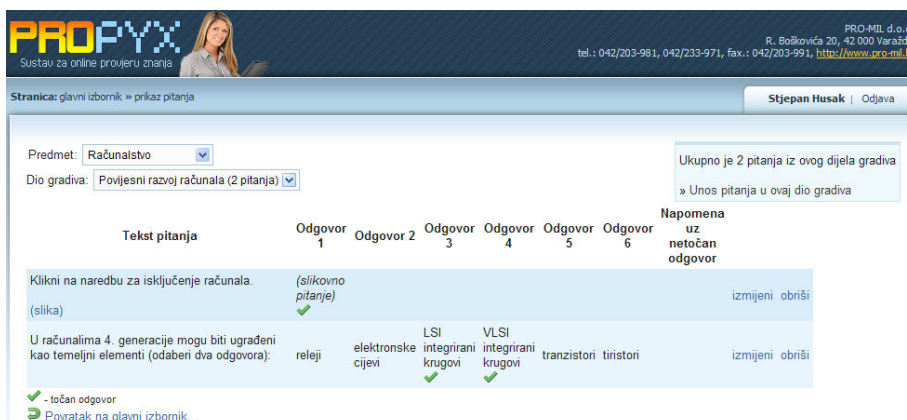 PROPYX
Sustav za online provjeru znanja
PRO-MIL d.o.
R. Boškovića 20, 42 000 Varažd
tel.: 042/203-981, 042/233-971, fax.: 042/203-991, http://www.pro-mil.
Stranica: glavni izbornik » prikaz pitanja
Stjepan Husak | Odjava
Predmet: Računalstvo
Dio gradiva: Povijesni razvoj računala (2 pitanja)
Ukupno je 2 pitanja iz ovog dijela gradiva
» Unos pitanja u ovaj dio gradiva
Tekst pitanja
Odgovor 1
Odgovor 2
Odgovor 3
Odgovor 4
Odgovor 5
Odgovor 6
Napomena
uz
netočan
odgovor
Klikni na naredbu za isključenje računala.
(slika)
(slikovno
pitanje)
izmijeni obriši
U računalima 4. generacije mogu biti ugrađeni
kao temeljni elementi (odaberi dva odgovora):
releji
elektronske
cijevi
LSI
integrirani
krugovi
VLSI
integrirani
krugovi
tranzistori
tiristori
izmijeni obriši
- točan odgovor
Povratak na glavni izbornik...